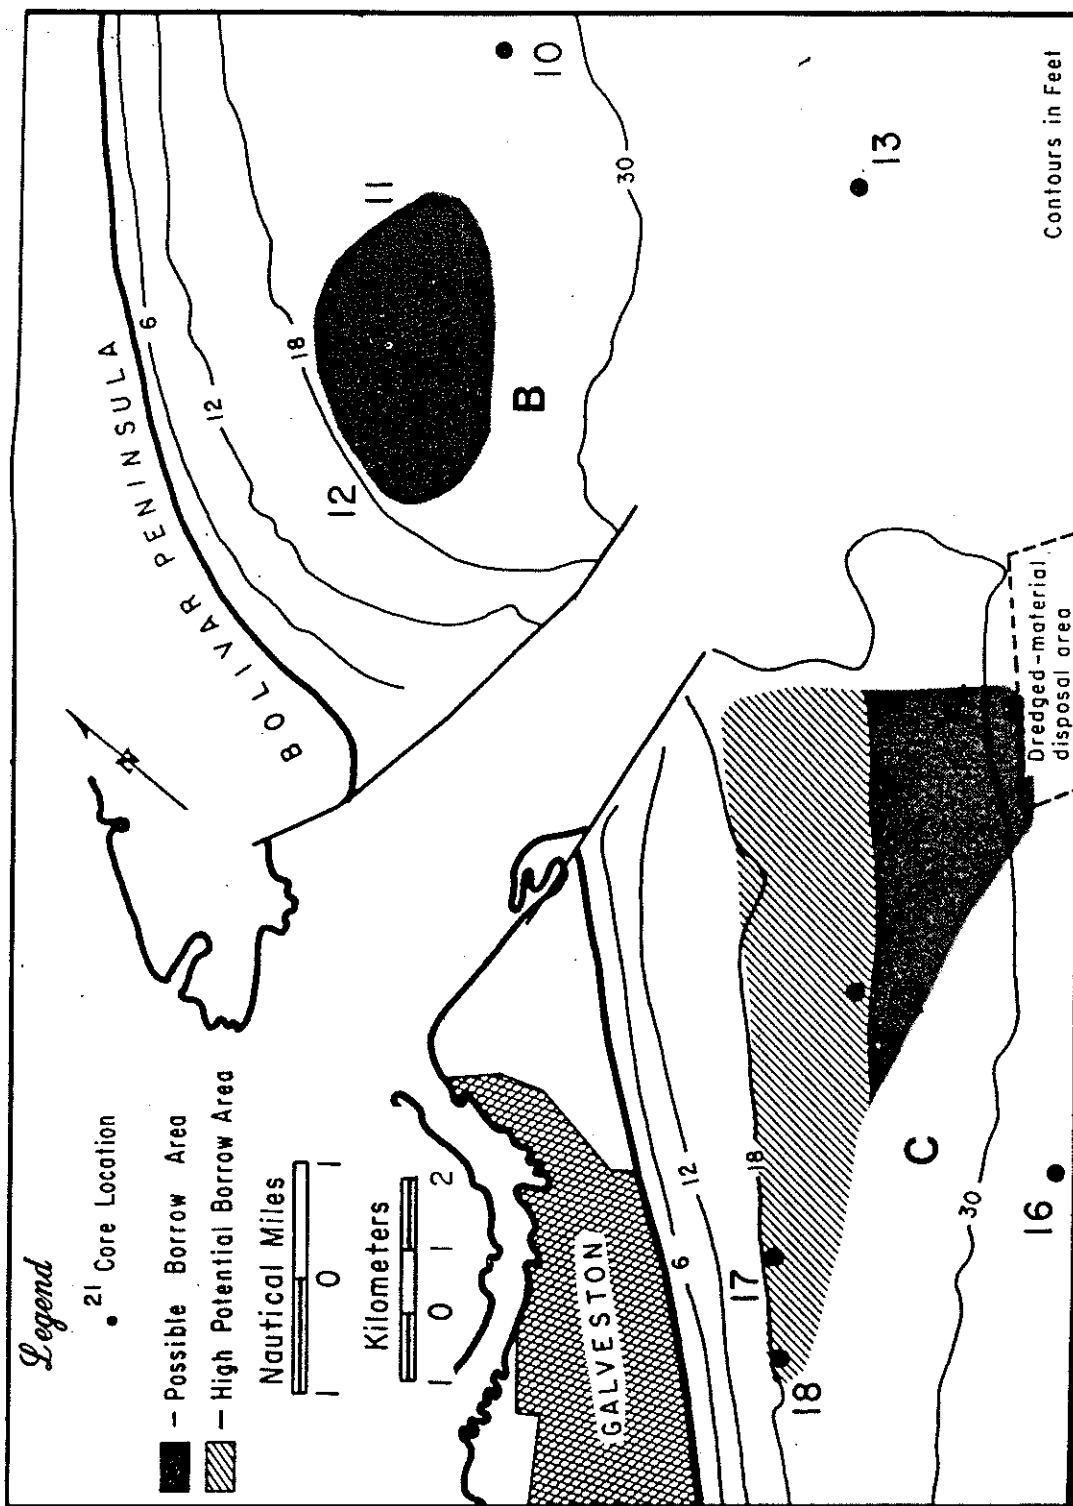 Legend
21 Core Location
– Possible Borrow Area
– High Potential Borrow Area
Nautical Miles
1 0 1
Kilometers
1 0 1 2
N
BOLIVAR PENINSULA
6
12
18
30
10
11
12
B
13
GALVESTON
6
12
18
30
17
18
C
16
Dredged-material
disposal area
Contours in Feet